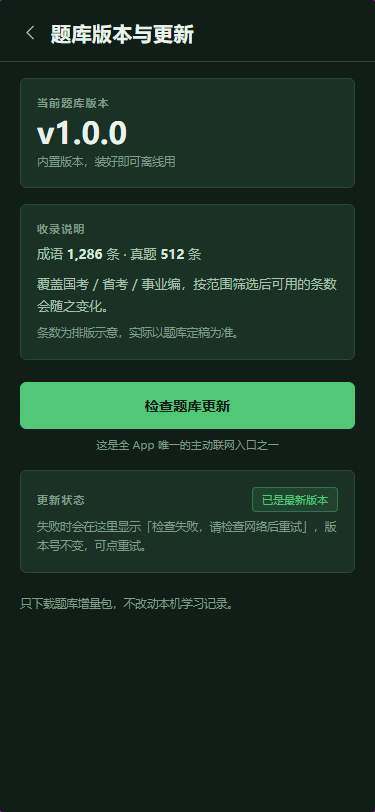 题库版本与更新
当前题库版本
v1.0.0
内置版本，装好即可离线用
收录说明
成语 1,286 条 · 真题 512 条
覆盖国考 / 省考 / 事业编，按范围筛选后可用的条数
会随之变化。
条数为排版示意，实际以题库定稿为准。
检查题库更新
这是全 App 唯一的主动联网入口之一
更新状态
已是最新版本
失败时会在这里显示「检查失败，请检查网络后重试」，版
本号不变，可点重试。
只下载题库增量包，不改动本机学习记录。